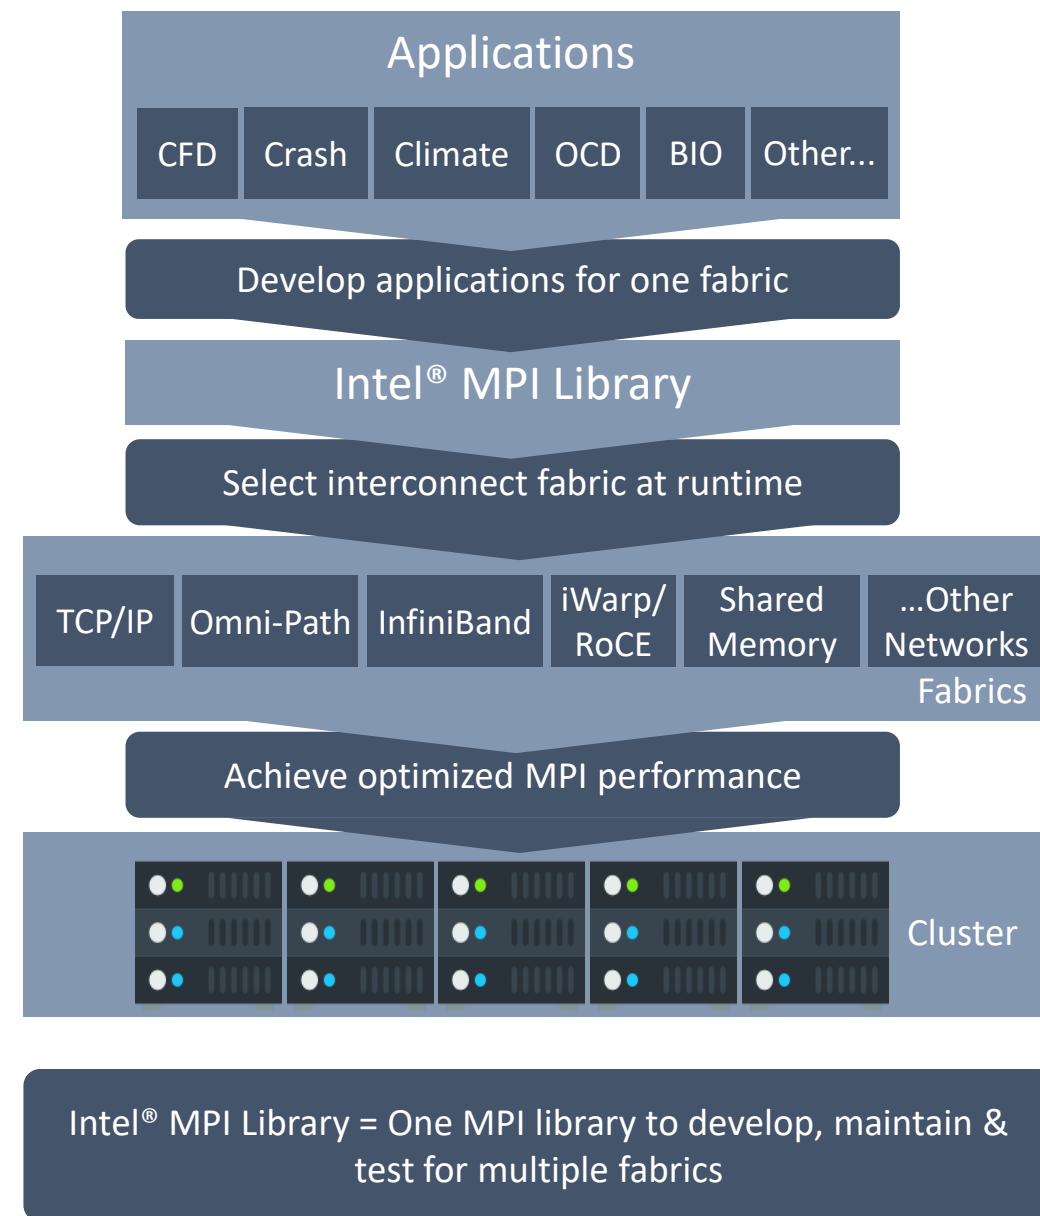 Applications
CFD
Crash
Climate
OCD
BIO
Other...
Develop applications for one fabric
Intel® MPI Library
Select interconnect fabric at runtime
TCP/IP
Omni-Path
InfiniBand
iWarp/
RoCE
Shared
Memory
...Other
Networks
Fabrics
Achieve optimized MPI performance
Cluster
Intel® MPI Library = One MPI library to develop, maintain &
test for multiple fabrics